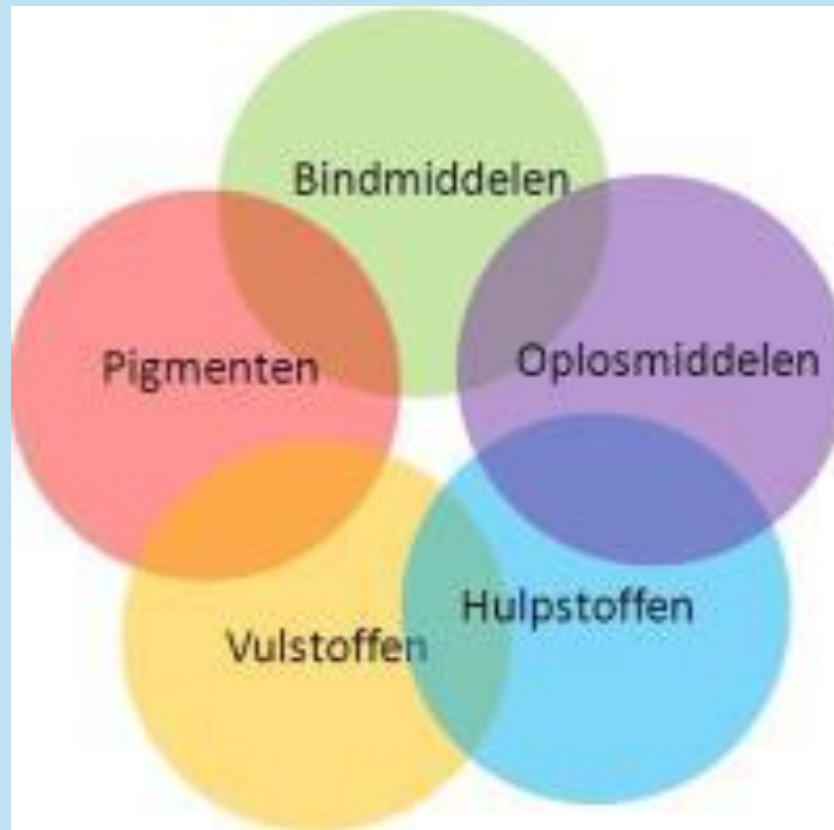 Bindmiddelen
Oplosmiddelen
Pigmenten
Hulpstoffen
Vulstoffen